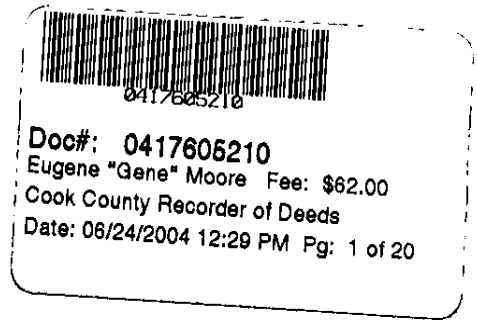 0417605210
Doc#: 0417605210
Eugene "Gene" Moore Fee: $62.00
Cook County Recorder of Deeds
Date: 06/24/2004 12:29 PM Pg: 1 of 20